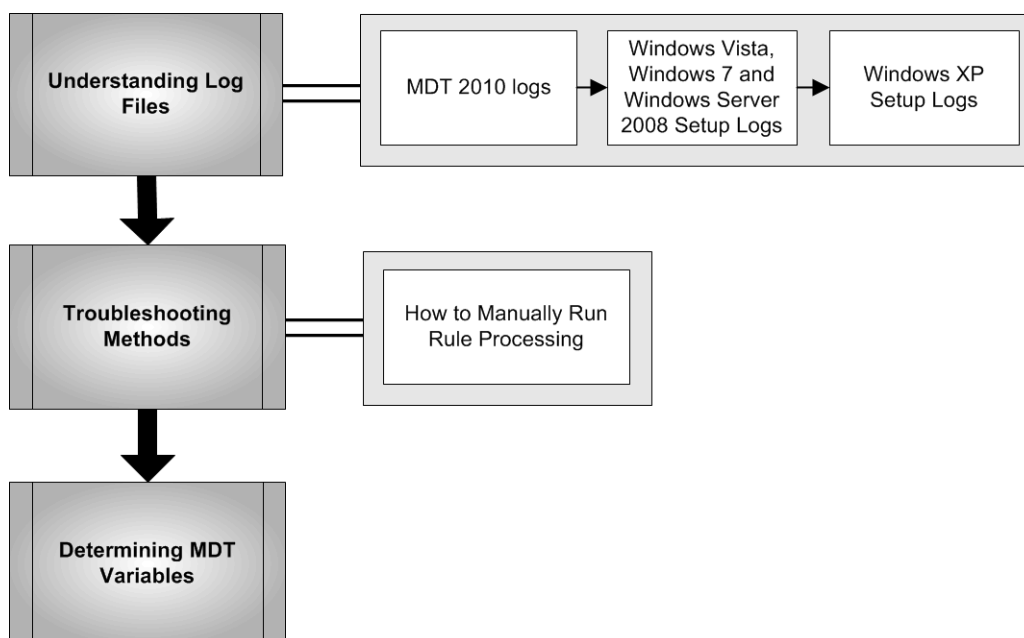 Understanding Log
Files
MDT 2010 logs
Windows Vista,
Windows 7 and
Windows Server
2008 Setup Logs
Windows XP
Setup Logs
Troubleshooting
Methods
How to Manually Run
Rule Processing
Determining MDT
Variables